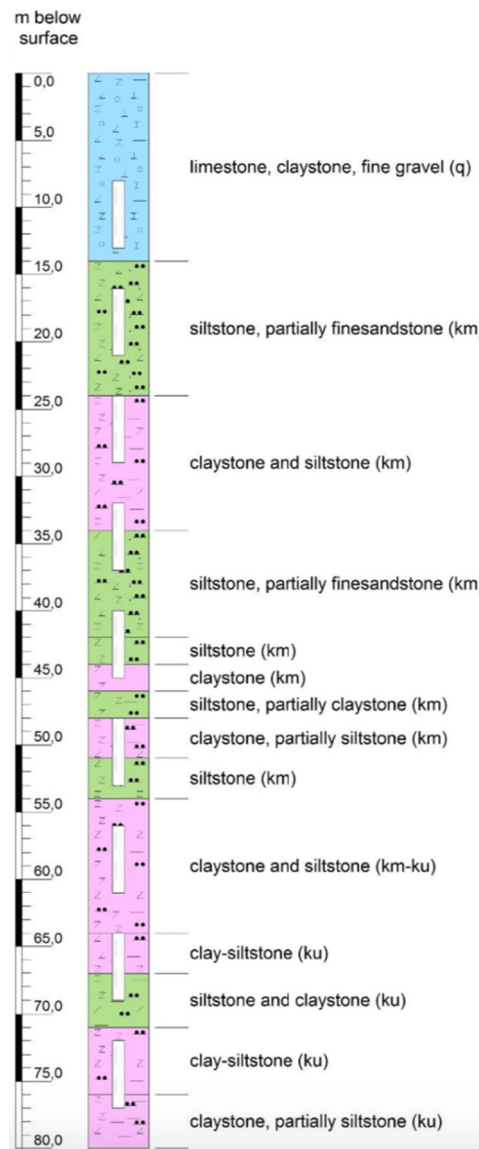 m below
surface
0,0
limestone, claystone, fine gravel (q)
5,0
10,0
15,0
siltstone, partially finesandstone (km
20,0
25,0
claystone and siltstone (km)
30,0
35,0
siltstone, partially finesandstone (km
40,0
siltstone (km)
45,0
claystone (km)
siltstone, partially claystone (km)
50,0
claystone, partially siltstone (km)
siltstone (km)
55,0
60,0
claystone and siltstone (km-ku)
65,0
clay-siltstone (ku)
70,0
siltstone and claystone (ku)
75,0
clay-siltstone (ku)
80,0
claystone, partially siltstone (ku)